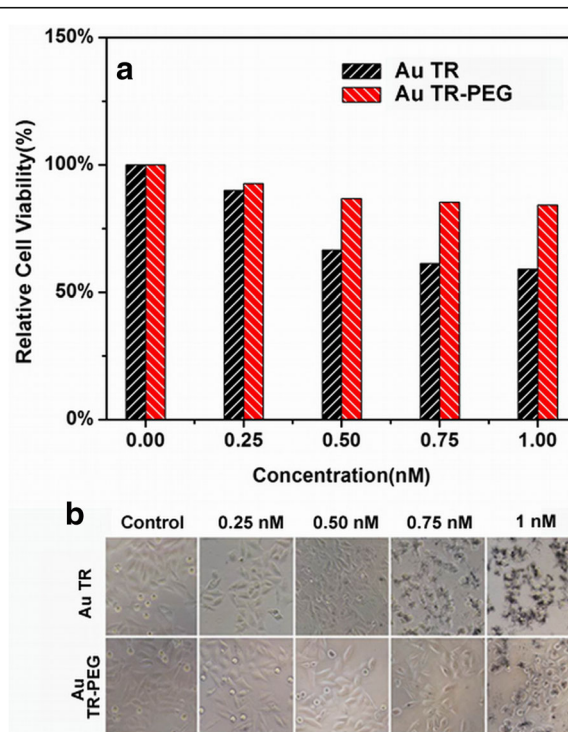 150%
a
Au TR
Au TR-PEG
100%
50%
0%
Relative Cell Viability(%)
0.00 0.25 0.50 0.75 1.00
Concentration(nM)
b
Control 0.25 nM 0.50 nM 0.75 nM 1 nM
Au TR
Au
TR-PEG